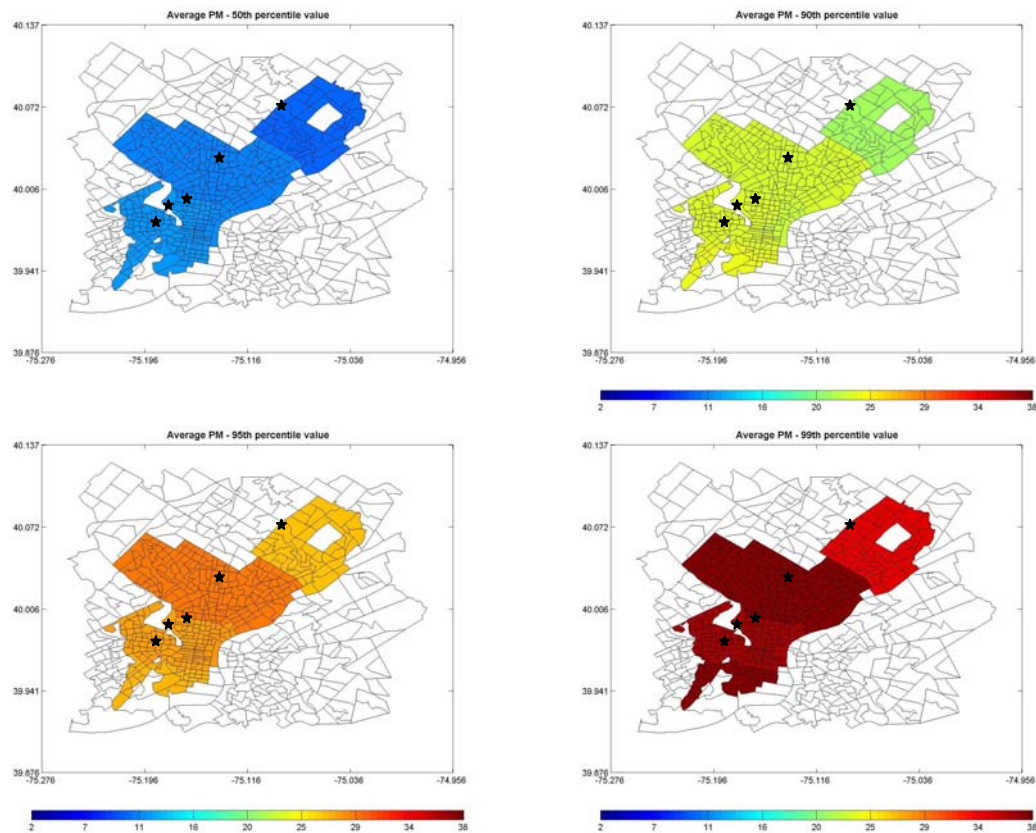 Average PM - 50th percentile value
40.137
40.072
40.006
39.941
39.876
-75.276 -75.196 -75.116 -75.036 -74.956
Average PM - 90th percentile value
40.137
40.072
40.006
39.941
39.876
-75.276 -75.196 -75.116 -75.036 -74.956
2 7 11 16 20 25 29 34 38
Average PM - 95th percentile value
40.137
40.072
40.006
39.941
39.876
-75.276 -75.196 -75.116 -75.036 -74.956
2 7 11 16 20 25 29 34 38
Average PM - 99th percentile value
40.137
40.072
40.006
39.941
39.876
-75.276 -75.196 -75.116 -75.036 -74.956
2 7 11 16 20 25 29 34 38